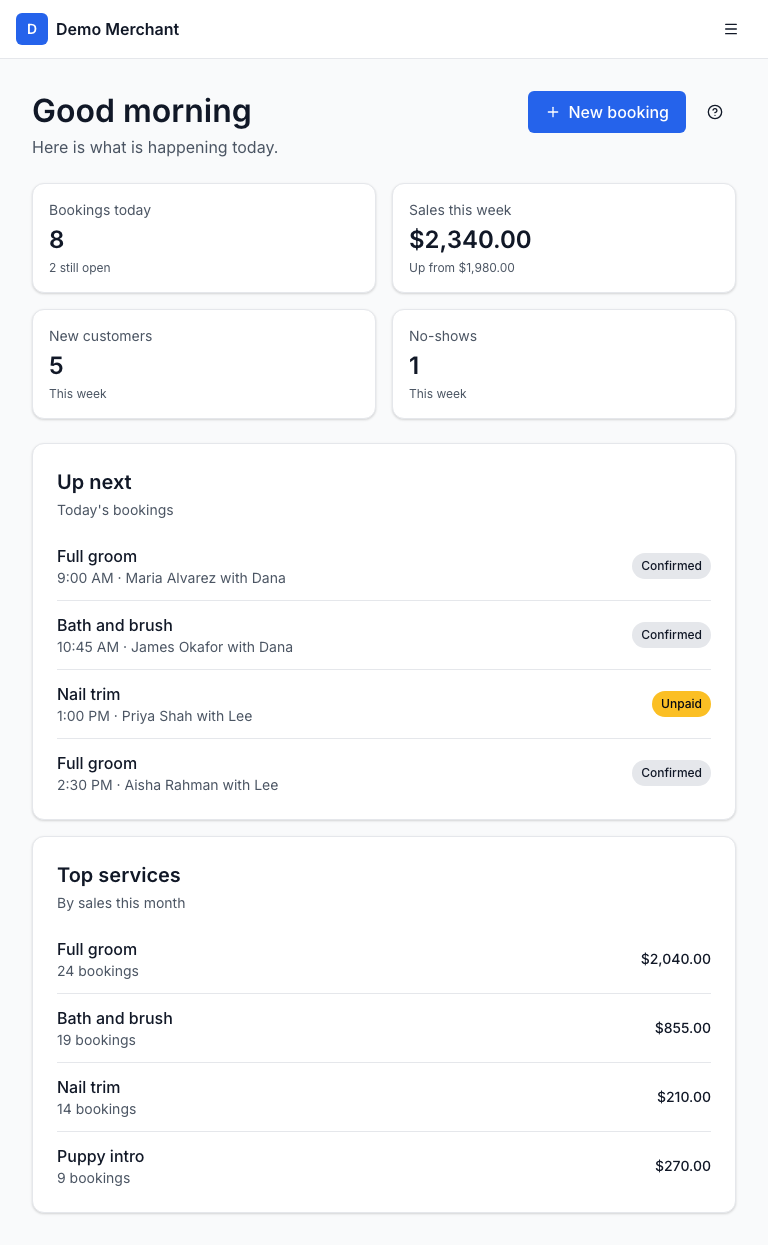 D
Demo Merchant
Good morning
+ New booking
Here is what is happening today.
Bookings today
8
2 still open
Sales this week
$2,340.00
Up from $1,980.00
New customers
5
This week
No-shows
1
This week
Up next
Today's bookings
Full groom
9:00 AM · Maria Alvarez with Dana
Confirmed
Bath and brush
10:45 AM · James Okafor with Dana
Confirmed
Nail trim
1:00 PM · Priya Shah with Lee
Unpaid
Full groom
2:30 PM · Aisha Rahman with Lee
Confirmed
Top services
By sales this month
Full groom
24 bookings
$2,040.00
Bath and brush
19 bookings
$855.00
Nail trim
14 bookings
$210.00
Puppy intro
9 bookings
$270.00